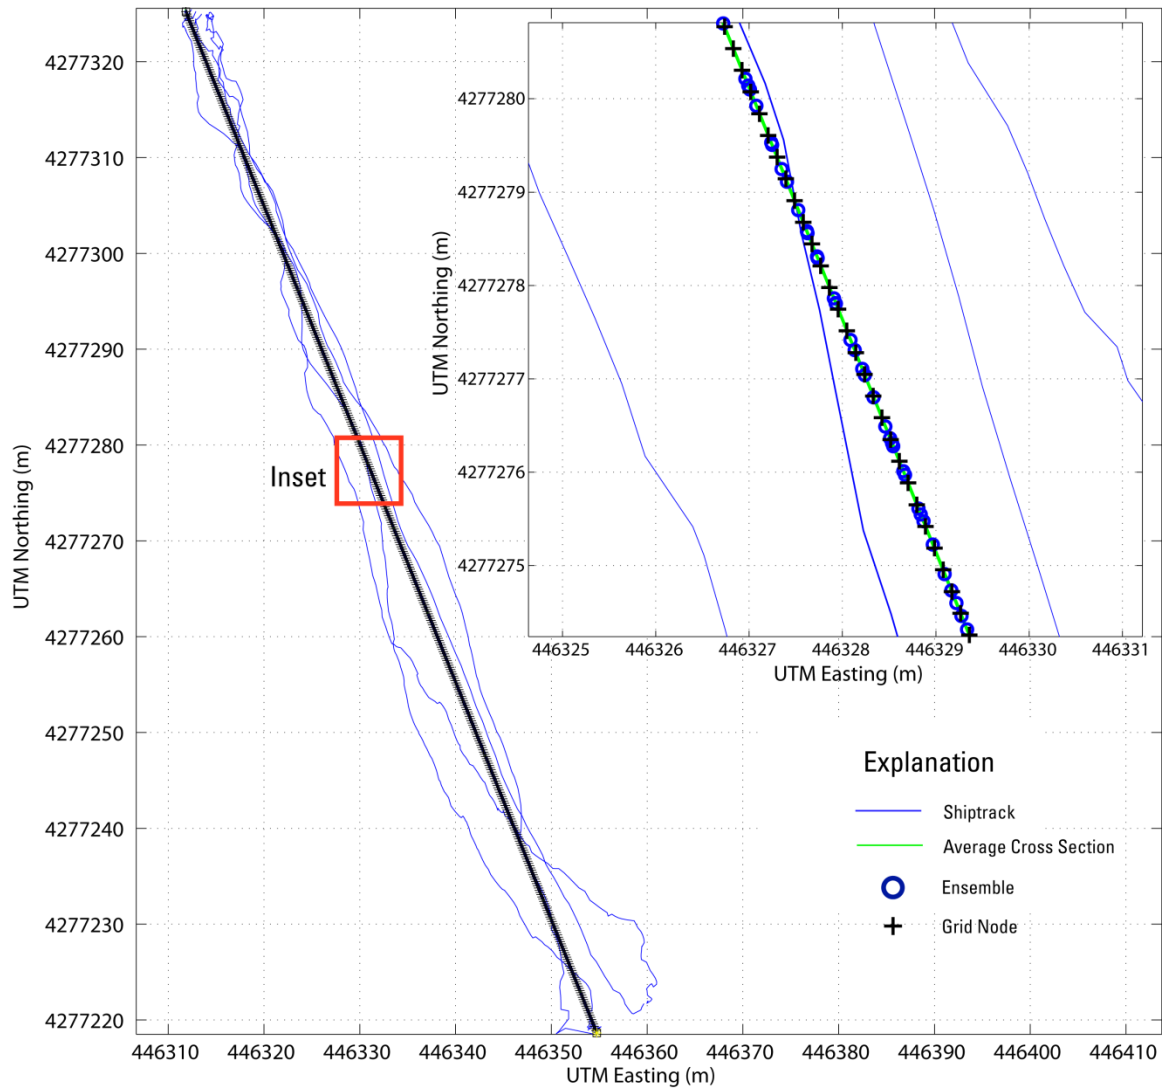 4277320
4277310
4277300
4277290
4277280
4277270
4277260
4277250
4277240
4277230
4277220
UTM Northing (m)
446310 446320 446330 446340 446350 446360 446370 446380 446390 446400 446410
UTM Easting (m)
Inset
4277280
4277279
4277278
4277277
4277276
4277275
UTM Northing (m)
446325 446326 446327 446328 446329 446330 446331
UTM Easting (m)
Explanation
Shiptrack
Average Cross Section
Ensemble
Grid Node